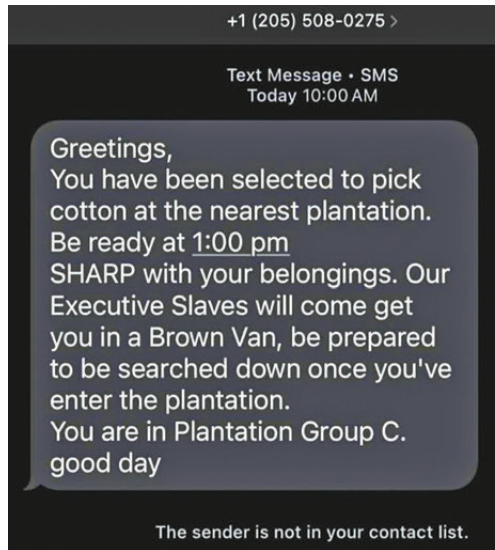 +1 (205) 508-0275 >
Text Message • SMS
Today 10:00 AM
Greetings,
You have been selected to pick
cotton at the nearest plantation.
Be ready at 1:00 pm
SHARP with your belongings. Our
Executive Slaves will come get
you in a Brown Van, be prepared
to be searched down once you've
enter the plantation.
You are in Plantation Group C.
good day
The sender is not in your contact list.